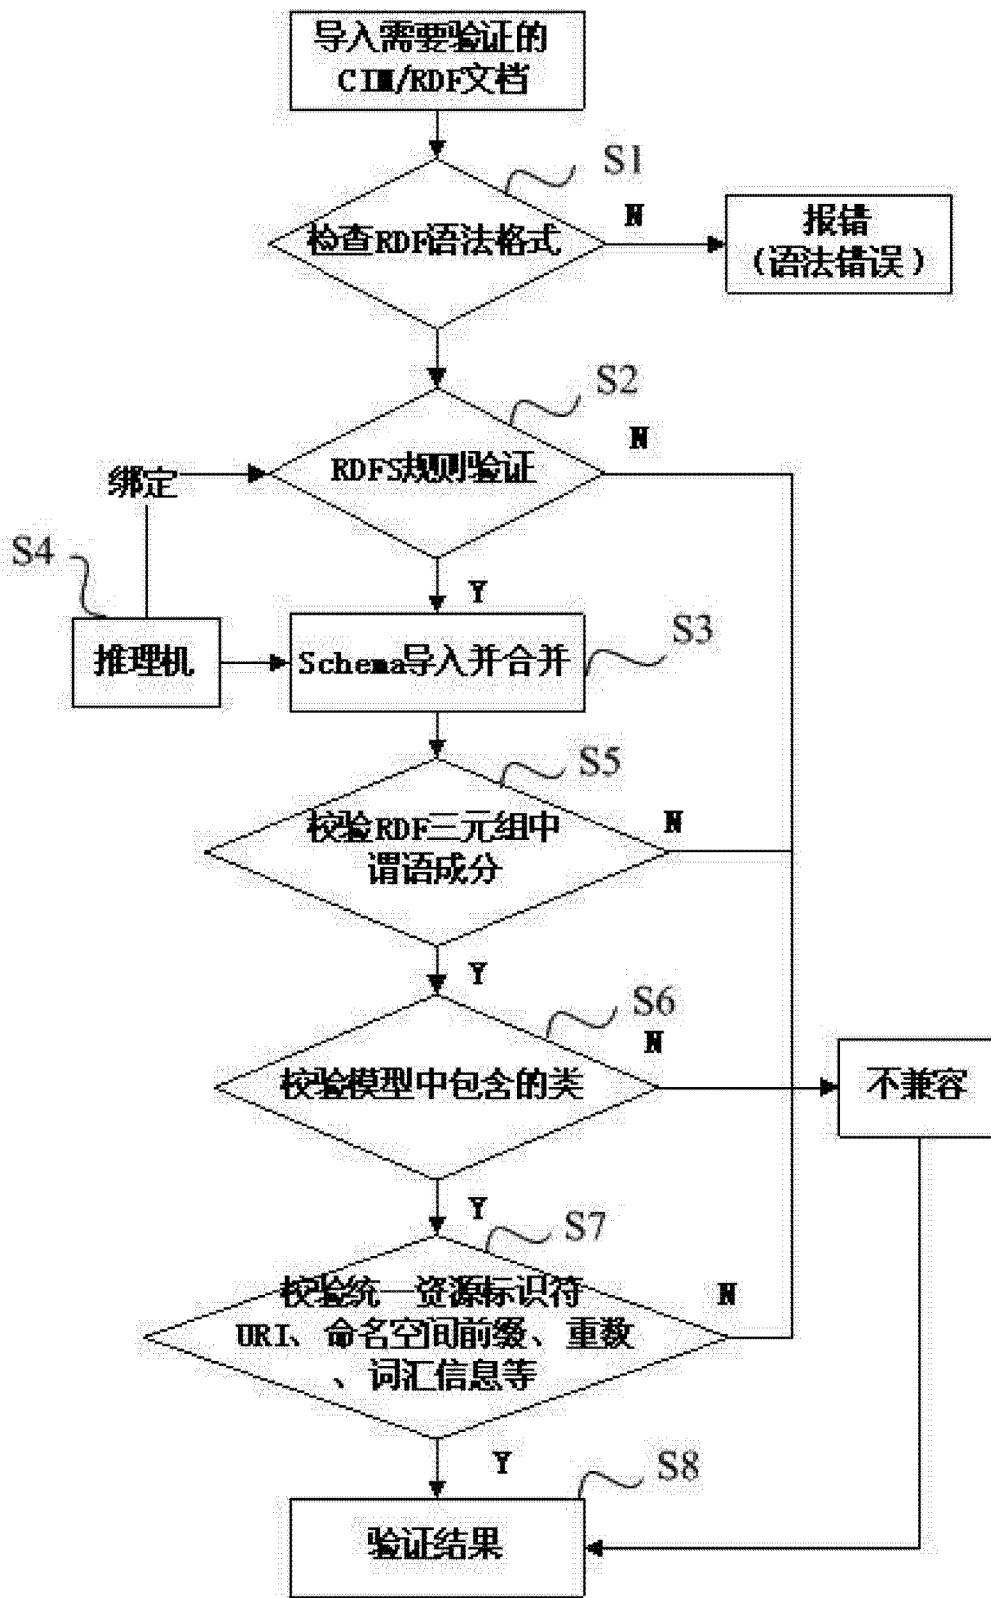 导入需要验证的
CIM/RDF文档
S1
检查RDF语法格式
N
报错
（语法错误）
S2
RDFS规则验证
N
绑定
S4
Y
推理机
Schema导入并合并
S3
S5
校验RDF三元组中
谓语成分
N
Y
S6
校验模型中包含的类
N
不兼容
Y
S7
校验统一资源标识符
URI、命名空间前缀、重数
、词汇信息等
N
Y
S8
验证结果